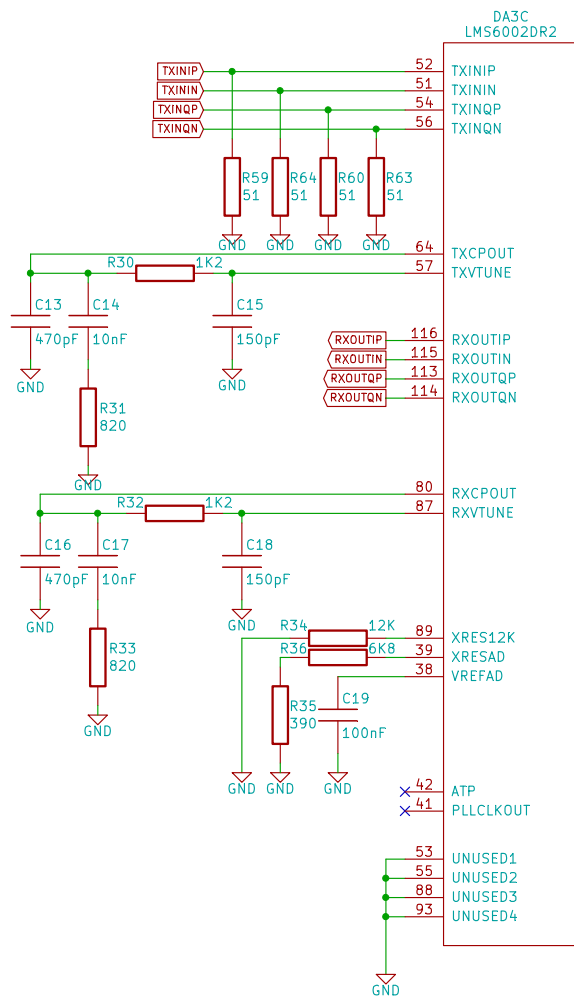 DA3C
LMS6002DR2
TXINIP 52 TXINIP
TXININ 51 TXININ
TXINQP 54 TXINQP
TXINQN 56 TXINQN
R59 R64 R60 R63
51 51 51 51
GND GND GND GND
64 TXCPOUT
R30 1K2 57 TXVTUNE
C13 C14 C15
470pF 10nF 150pF
GND GND
RXOUTIP 116 RXOUTIP
RXOUTIN 115 RXOUTIN
RXOUTQP 113 RXOUTQP
RXOUTQN 114 RXOUTQN
R31
820
GND
80 RXCPOUT
R32 1K2 87 RXVTUNE
C16 C17 C18
470pF 10nF 150pF
GND GND
R34 12K 89 XRES12K
R36 6K8 39 XRESAD
38 VREFAD
R33
820
GND
R35 C19
390 100nF
GND GND GND
42 ATP
41 PLLCLKOUT
53 UNUSED1
55 UNUSED2
88 UNUSED3
93 UNUSED4
GND